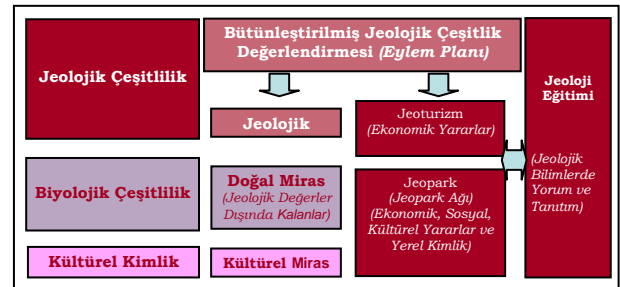 Jeolojik Çeşitlilik
Bütünleştirilmiş Jeolojik Çeşitlik
Değerlendirmesi (Eylem Planı)
Jeoloji
Eğitimi
(Jeolojik
Bilimlerde
Yorum ve
Tanıtım)
Jeolojik
Jeoturizm
(Ekonomik Yararlar)
Biyolojik Çeşitlilik
Doğal Miras
(Jeolojik Değerler
Dışında Kalanlar)
Jeopark
(Jeopark Ağı)
(Ekonomik, Sosyal,
Kültürel Yararlar ve
Yerel Kimlik)
Kültürel Kimlik
Kültürel Miras